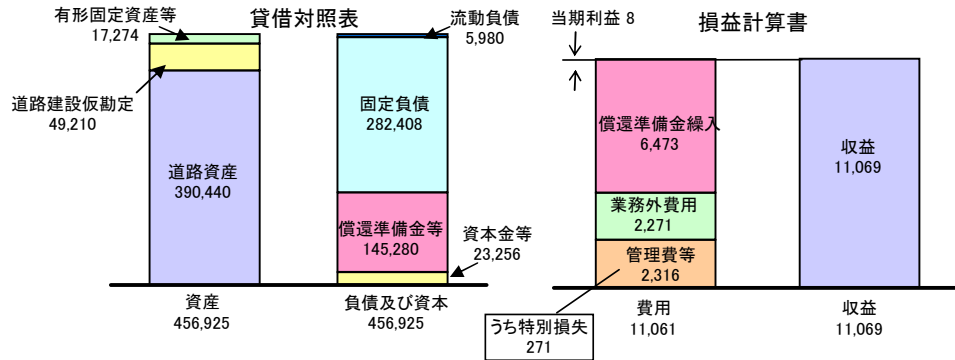 貸借対照表
有形固定資産等
17,274
道路建設仮勘定
49,210
道路資産
390,440
資産
456,925
流動負債
5,980
固定負債
282,408
償還準備金等
145,280
資本金等
23,256
負債及び資本
456,925
損益計算書
当期利益 8
償還準備金繰入
6,473
業務外費用
2,271
管理費等
2,316
うち特別損失
271
費用
11,061
収益
11,069
収益
11,069